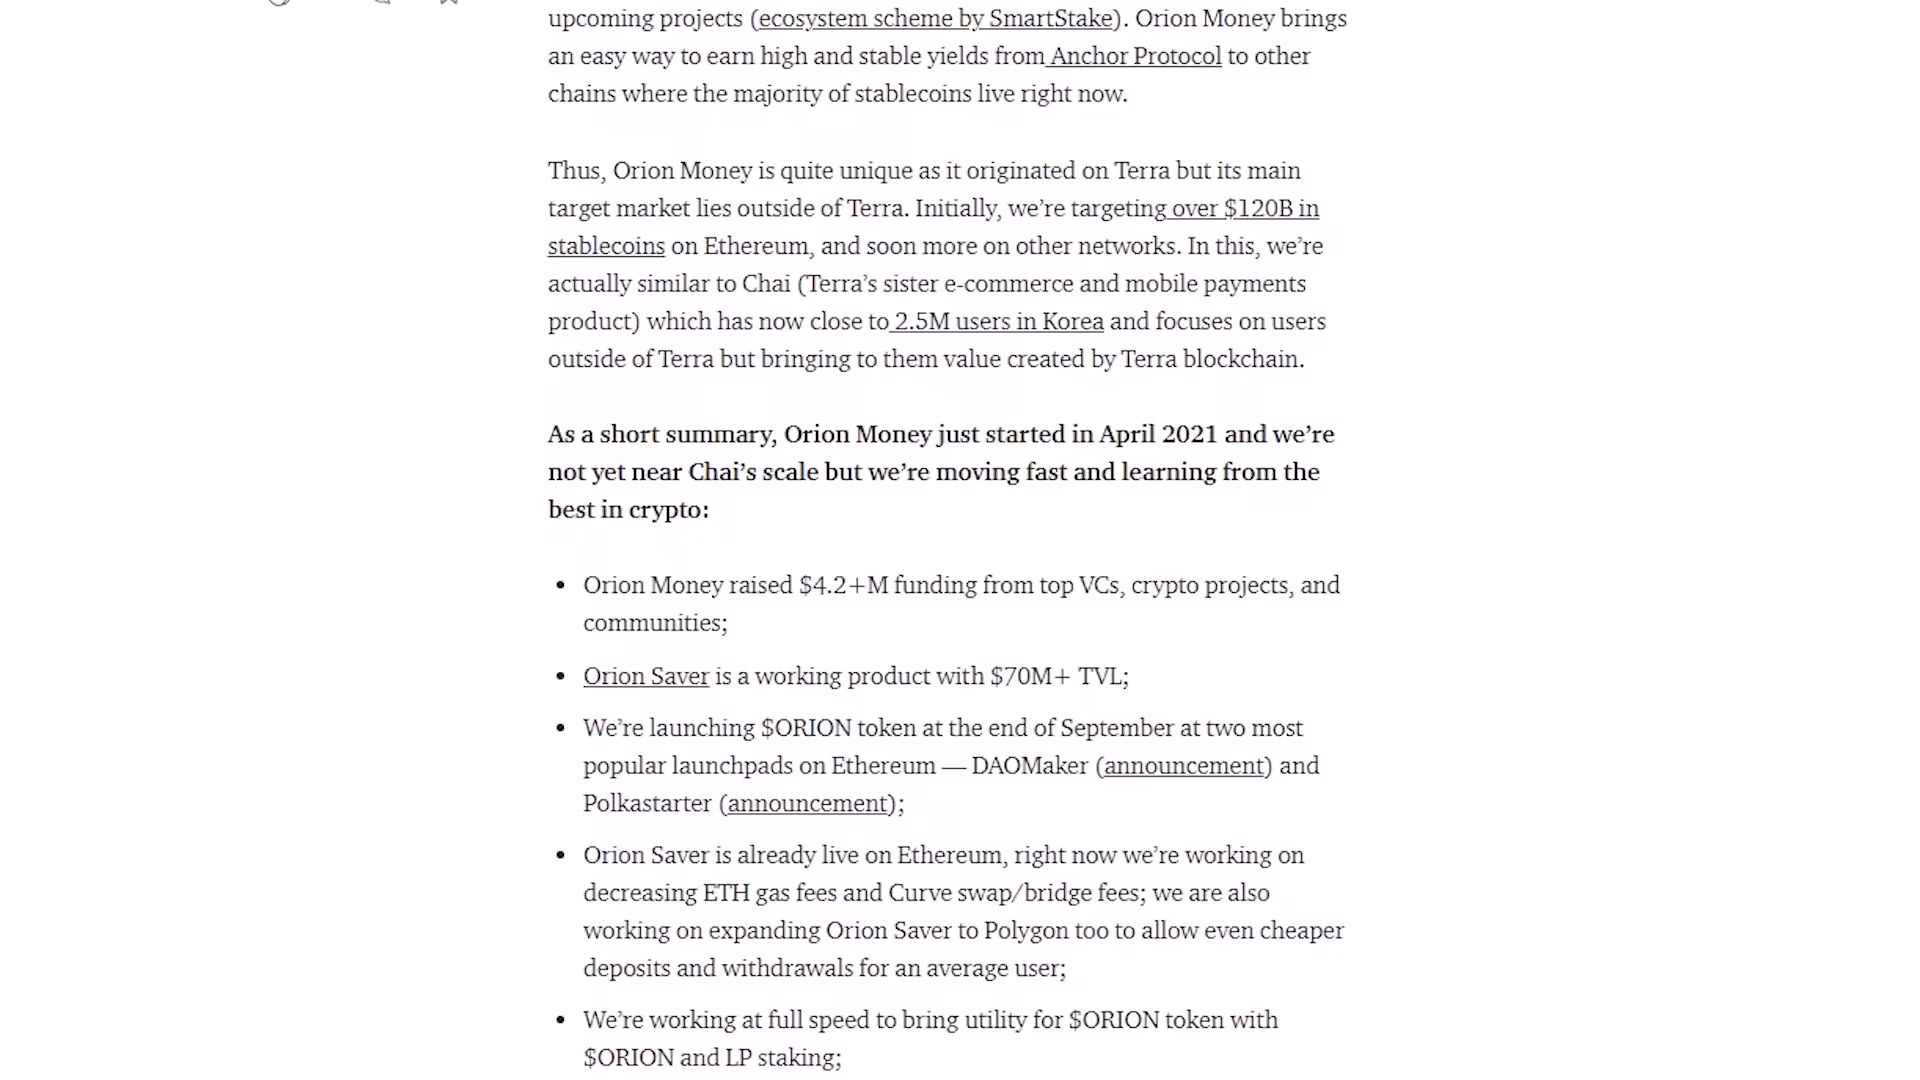 upcoming projects (ecosystem scheme by SmartStake). Orion Money brings
an easy way to earn high and stable yields from Anchor Protocol to other
chains where the majority of stablecoins live right now.
Thus, Orion Money is quite unique as it originated on Terra but its main
target market lies outside of Terra. Initially, we’re targeting over $120B in
stablecoins on Ethereum, and soon more on other networks. In this, we’re
actually similar to Chai (Terra’s sister e-commerce and mobile payments
product) which has now close to 2.5M users in Korea and focuses on users
outside of Terra but bringing to them value created by Terra blockchain.
As a short summary, Orion Money just started in April 2021 and we’re
not yet near Chai’s scale but we’re moving fast and learning from the
best in crypto:
• Orion Money raised $4.2+M funding from top VCs, crypto projects, and
communities;
• Orion Saver is a working product with $70M+ TVL;
• We’re launching $ORION token at the end of September at two most
popular launchpads on Ethereum — DAOMaker (announcement) and
Polkastarter (announcement);
• Orion Saver is already live on Ethereum, right now we’re working on
decreasing ETH gas fees and Curve swap/bridge fees; we are also
working on expanding Orion Saver to Polygon too to allow even cheaper
deposits and withdrawals for an average user;
• We’re working at full speed to bring utility for $ORION token with
$ORION and LP staking;